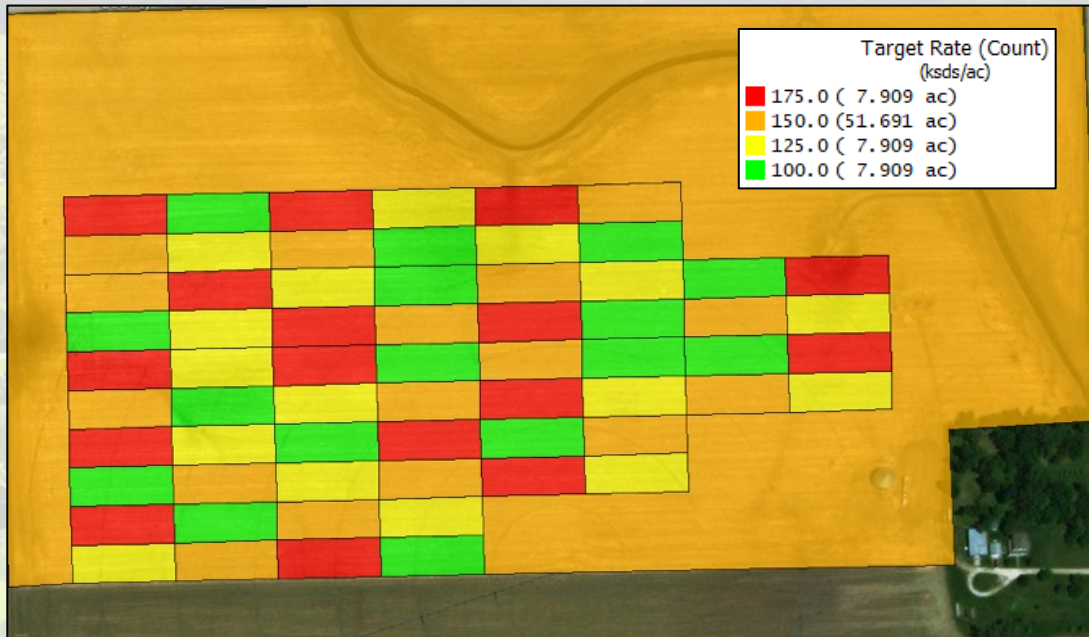 Target Rate (Count)
(ksds/ac)
175.0 ( 7.909 ac)
150.0 (51.691 ac)
125.0 ( 7.909 ac)
100.0 ( 7.909 ac)